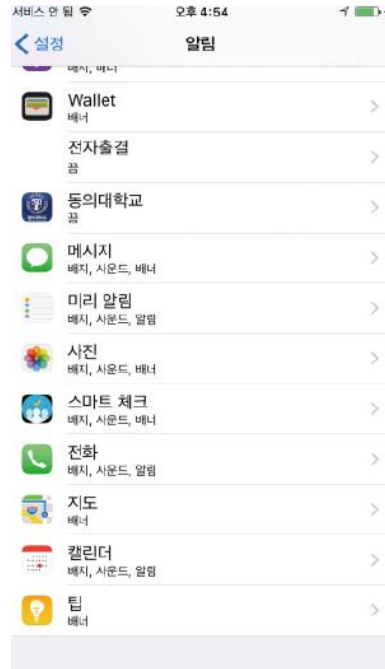 서비스 안 됨
오후 4:54
설정
알림
배지, 배너
Wallet
배너
전자출결
끔
동의대학교
끔
메시지
배지, 사운드, 배너
미리 알림
배지, 사운드, 알림
사진
배지, 사운드, 배너
스마트 체크
배지, 사운드, 배너
전화
배지, 사운드, 알림
지도
배너
캘린더
배지, 사운드, 알림
팁
배너